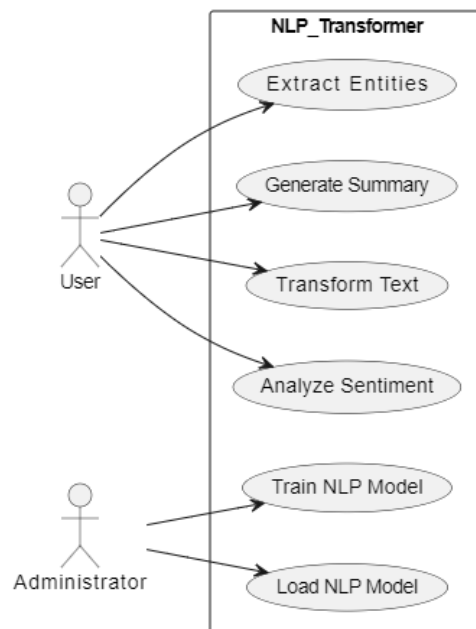 NLP_Transformer
Extract Entities
Generate Summary
Transform Text
User
Analyze Sentiment
Train NLP Model
Administrator
Load NLP Model